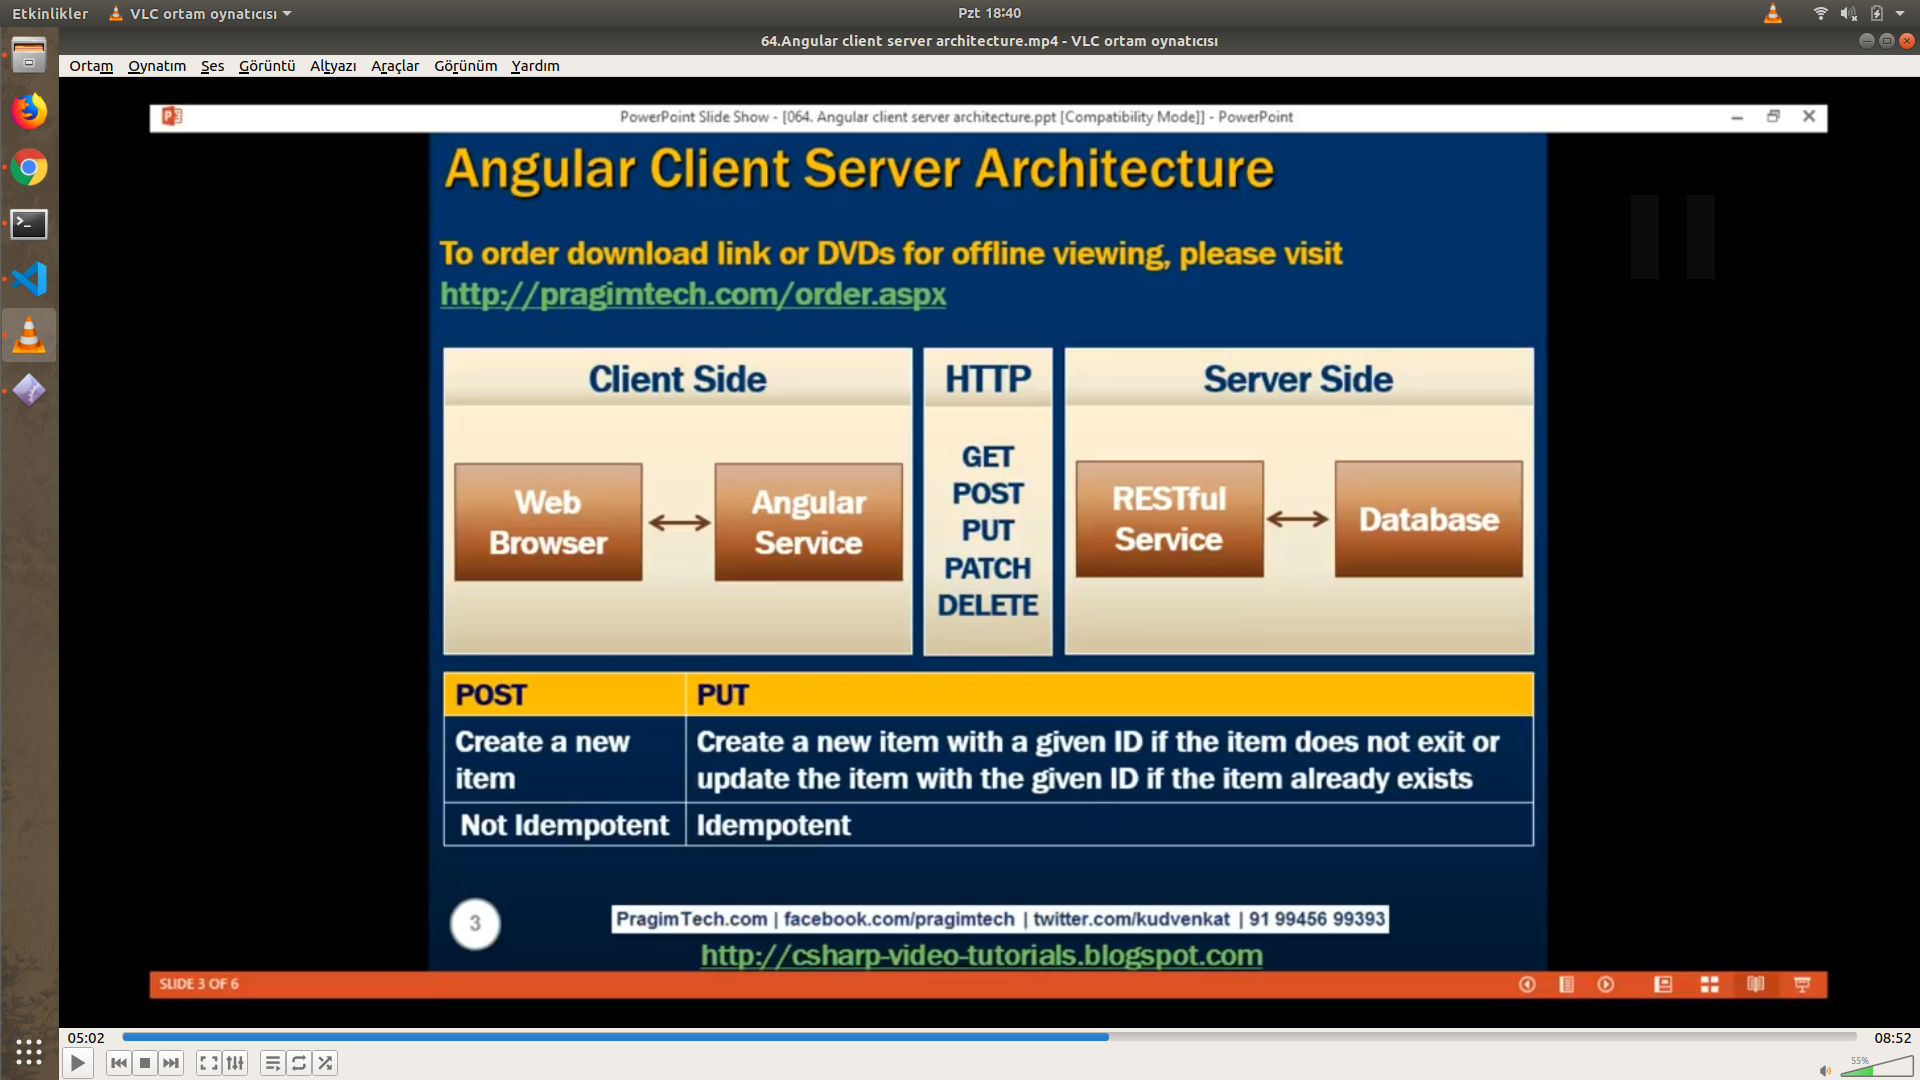 Etkinlikler
VLC ortam oynatıcısı
Pzt 18:40
64.Angular client server architecture.mp4 - VLC ortam oynatıcısı
Ortam Oynatım Ses Görüntü Altyazı Araçlar Görünüm Yardım
PowerPoint Slide Show - [064. Angular client server architecture.ppt [Compatibility Mode]] - PowerPoint
Angular Client Server Architecture
To order download link or DVDs for offline viewing, please visit
http://pragimtech.com/order.aspx
Client Side
Web
Browser
Angular
Service
HTTP
GET
POST
PUT
PATCH
DELETE
Server Side
RESTful
Service
Database
POST
PUT
Create a new
item
Create a new item with a given ID if the item does not exit or
update the item with the given ID if the item already exists
Not Idempotent
Idempotent
3
PragimTech.com | facebook.com/pragimtech | twitter.com/kudvenkat | 91 99456 99393
http://csharp-video-tutorials.blogspot.com
SLIDE 3 OF 6
05:02
08:52
55%